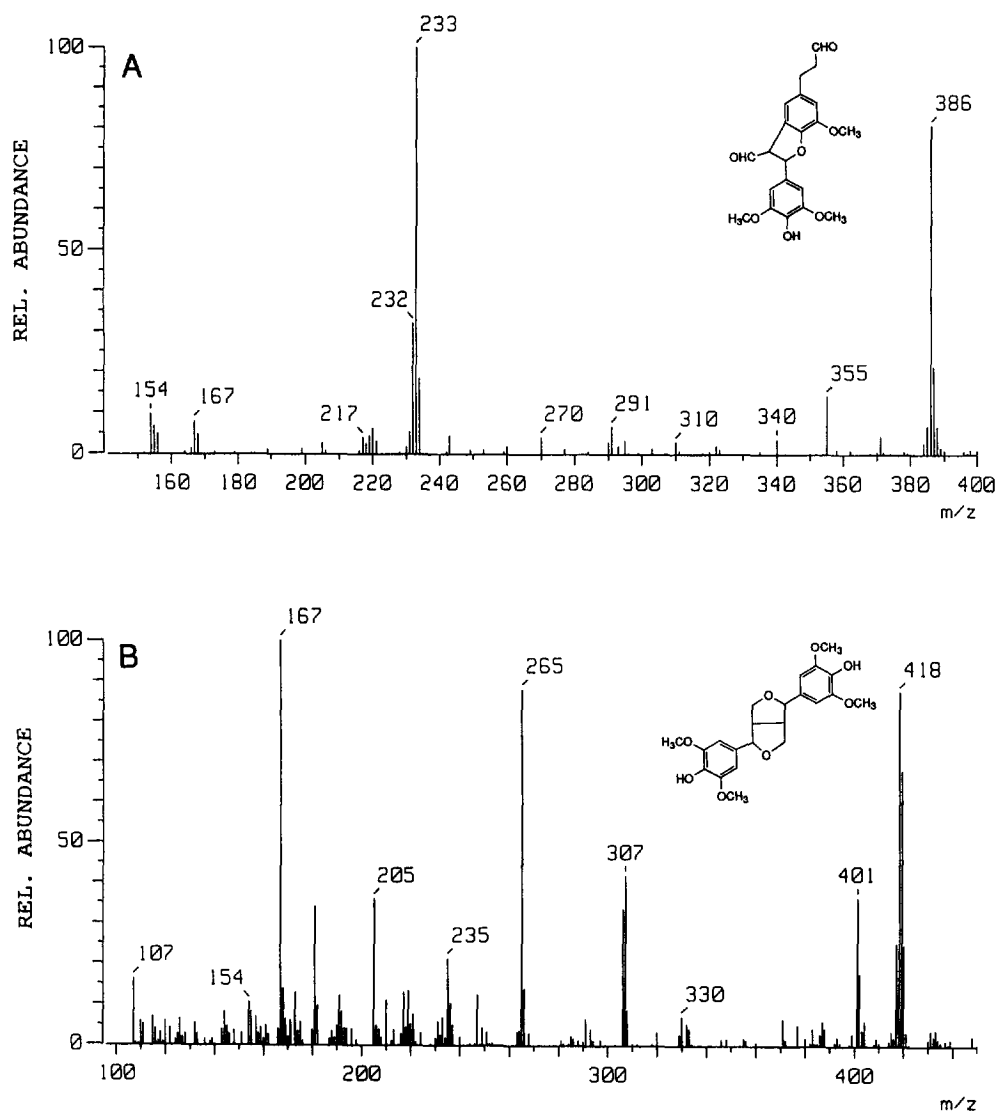 A
REL. ABUNDANCE
100
50
0
233
386
232
154
167
217
270
291
310
340
355
160 180 200 220 240 260 280 300 320 340 360 380 400
m/z
CHO
OCH3
OHC
O
H3CO
OCH3
OH
B
REL. ABUNDANCE
100
50
0
167
265
418
205
307
401
235
107
154
330
100 200 300 400
m/z
OCH3
OH
O
OCH3
H3CO
O
HO
OCH3